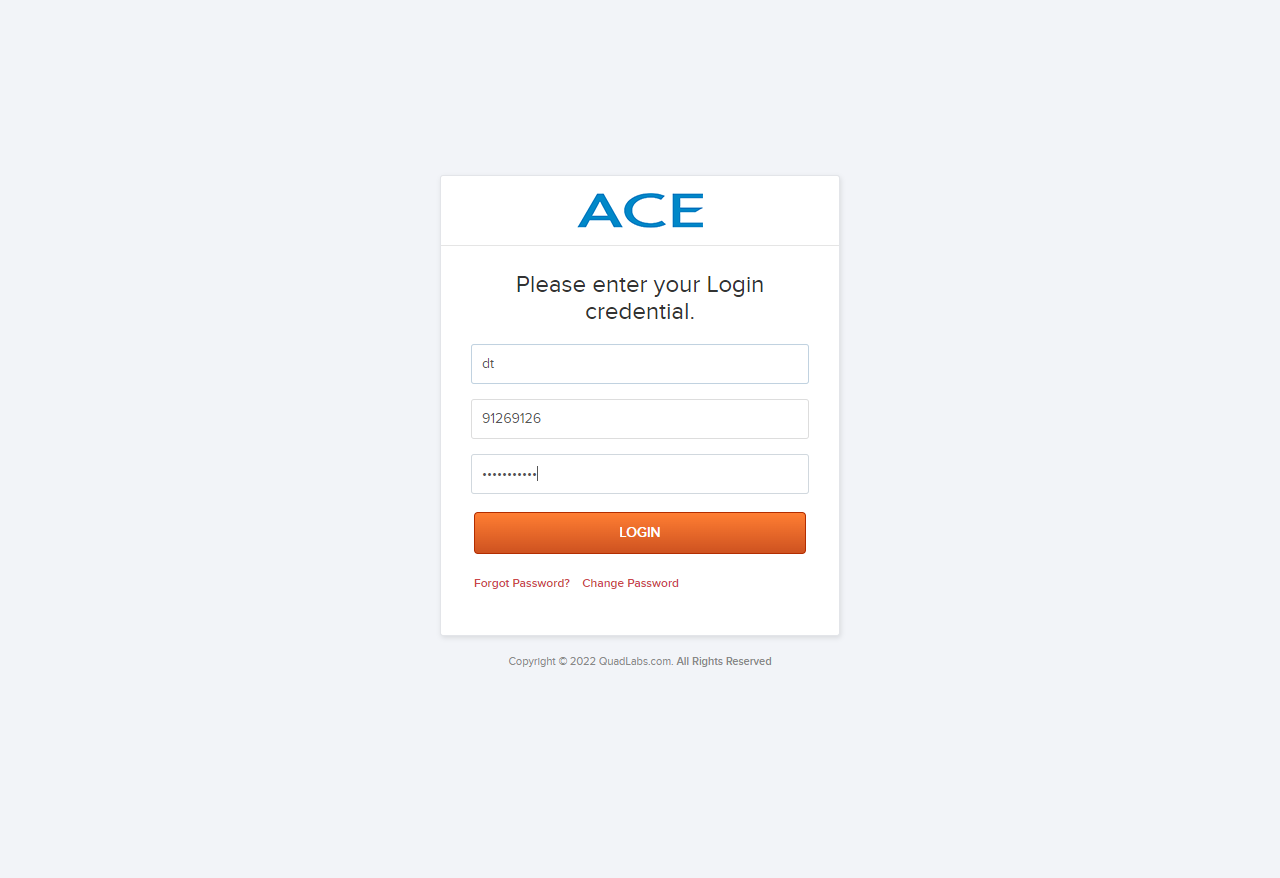 ACE
Please enter your Login
credential.
dt
91269126
•••••••••••
LOGIN
Forgot Password? Change Password
Copyright © 2022 QuadLabs.com. All Rights Reserved